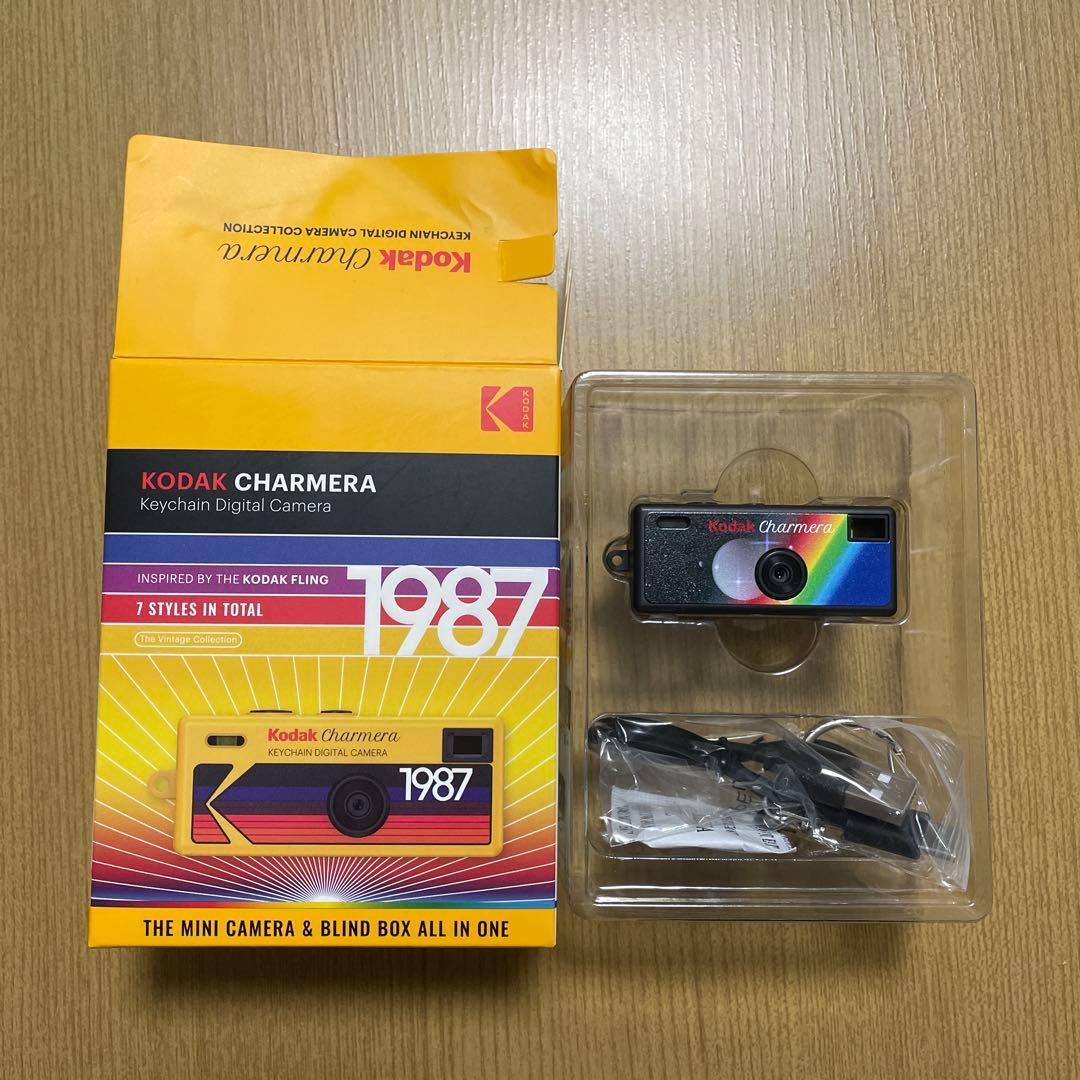 Kodak Charmera
KEYCHAIN DIGITAL CAMERA COLLECTION
KODAK
KODAK CHARMERA
Keychain Digital Camera
INSPIRED BY THE KODAK FLING
1987
7 STYLES IN TOTAL
The Vintage Collection
Kodak Charmera
KEYCHAIN DIGITAL CAMERA
1987
THE MINI CAMERA & BLIND BOX ALL IN ONE
Kodak Charmera